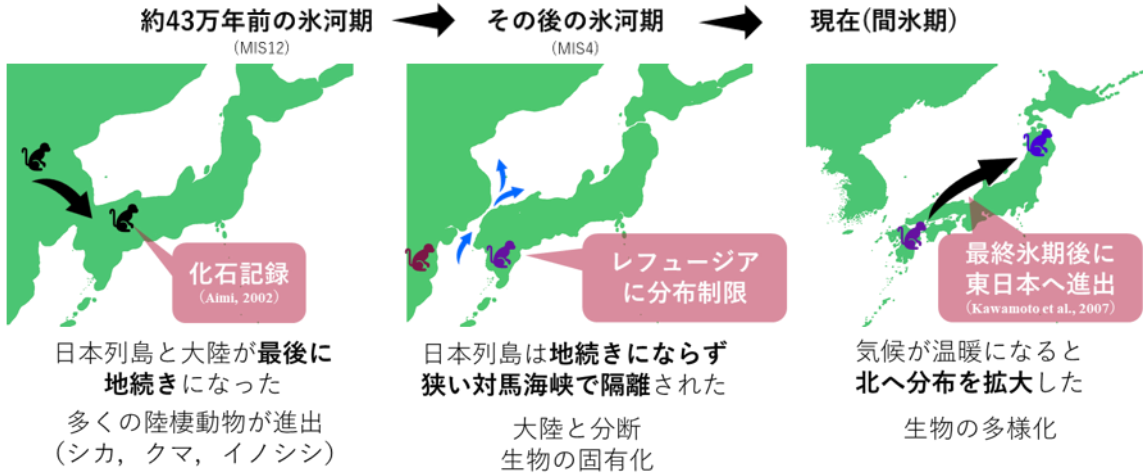 約43万年前の氷河期
(MIS12)
その後の氷河期
(MIS4)
現在(間氷期)
化石記録
(Aimi, 2002)
レフュージア
に分布制限
最終氷期後に
東日本へ進出
(Kawamoto et al., 2007)
日本列島と大陸が最後に
地続きになった
多くの陸棲動物が進出
(シカ，クマ，イノシシ)
日本列島は地続きにならず
狭い対馬海峡で隔離された
大陸と分断
生物の固有化
気候が温暖になると
北へ分布を拡大した
生物の多様化